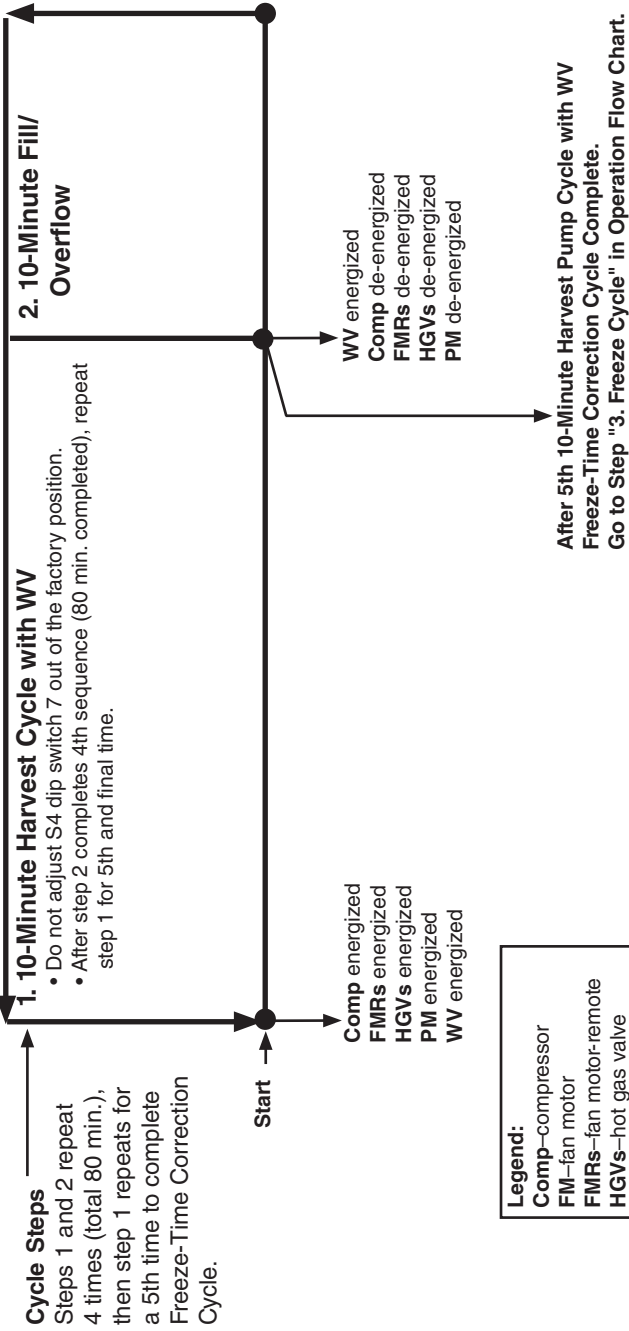 Cycle Steps
Steps 1 and 2 repeat
4 times (total 80 min.),
then step 1 repeats for
a 5th time to complete
Freeze-Time Correction
Cycle.
1. 10-Minute Harvest Cycle with WV
• Do not adjust S4 dip switch 7 out of the factory position.
• After step 2 completes 4th sequence (80 min. completed), repeat
step 1 for 5th and final time.
2. 10-Minute Fill/
Overflow
Start
Comp energized
FMRs energized
HGVs energized
PM energized
WV energized
WV energized
Comp de-energized
FMRs de-energized
HGVs de-energized
PM de-energized
After 5th 10-Minute Harvest Pump Cycle with WV
Freeze-Time Correction Cycle Complete.
Go to Step "3. Freeze Cycle" in Operation Flow Chart.
Legend:
Comp–compressor
FM–fan motor
FMRs–fan motor-remote
HGVs–hot gas valve